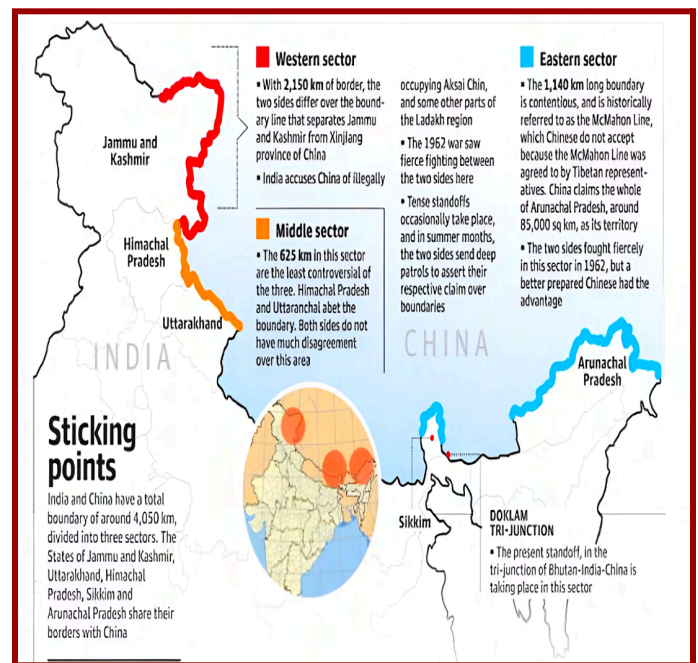 Western sector
▪ With 2,150 km of border, the
two sides differ over the bound-
ary line that separates Jammu
and Kashmir from Xinjiang
province of China
▪ India accuses China of illegally
occupying Aksai Chin,
and some other parts of
the Ladakh region
▪ The 1962 war saw
fierce fighting between
the two sides here
▪ Tense standoffs
occasionally take place,
and in summer months,
the two sides send deep
patrols to assert their
respective claim over
boundaries
Eastern sector
▪ The 1,140 km long boundary
is contentious, and is historically
referred to as the McMahon Line,
which Chinese do not accept
because the McMahon Line was
agreed to by Tibetan represent-
atives. China claims the whole
of Arunachal Pradesh, around
85,000 sq km, as its territory
▪ The two sides fought fiercely
in this sector in 1962, but a
better prepared Chinese had the
advantage
Middle sector
▪ The 625 km in this sector
are the least controversial of
the three. Himachal Pradesh
and Uttaranchal abet the
boundary. Both sides do not
have much disagreement
over this area
Jammu and
Kashmir
Himachal
Pradesh
Uttarakhand
INDIA
CHINA
Arunachal
Pradesh
Sticking
points
India and China have a total
boundary of around 4,050 km,
divided into three sectors. The
States of Jammu and Kashmir,
Uttarakhand, Himachal
Pradesh, Sikkim and
Arunachal Pradesh share their
borders with China
Sikkim
DOKLAM
TRI-JUNCTION
▪ The present standoff, in the
tri-junction of Bhutan-India-China is
taking place in this sector